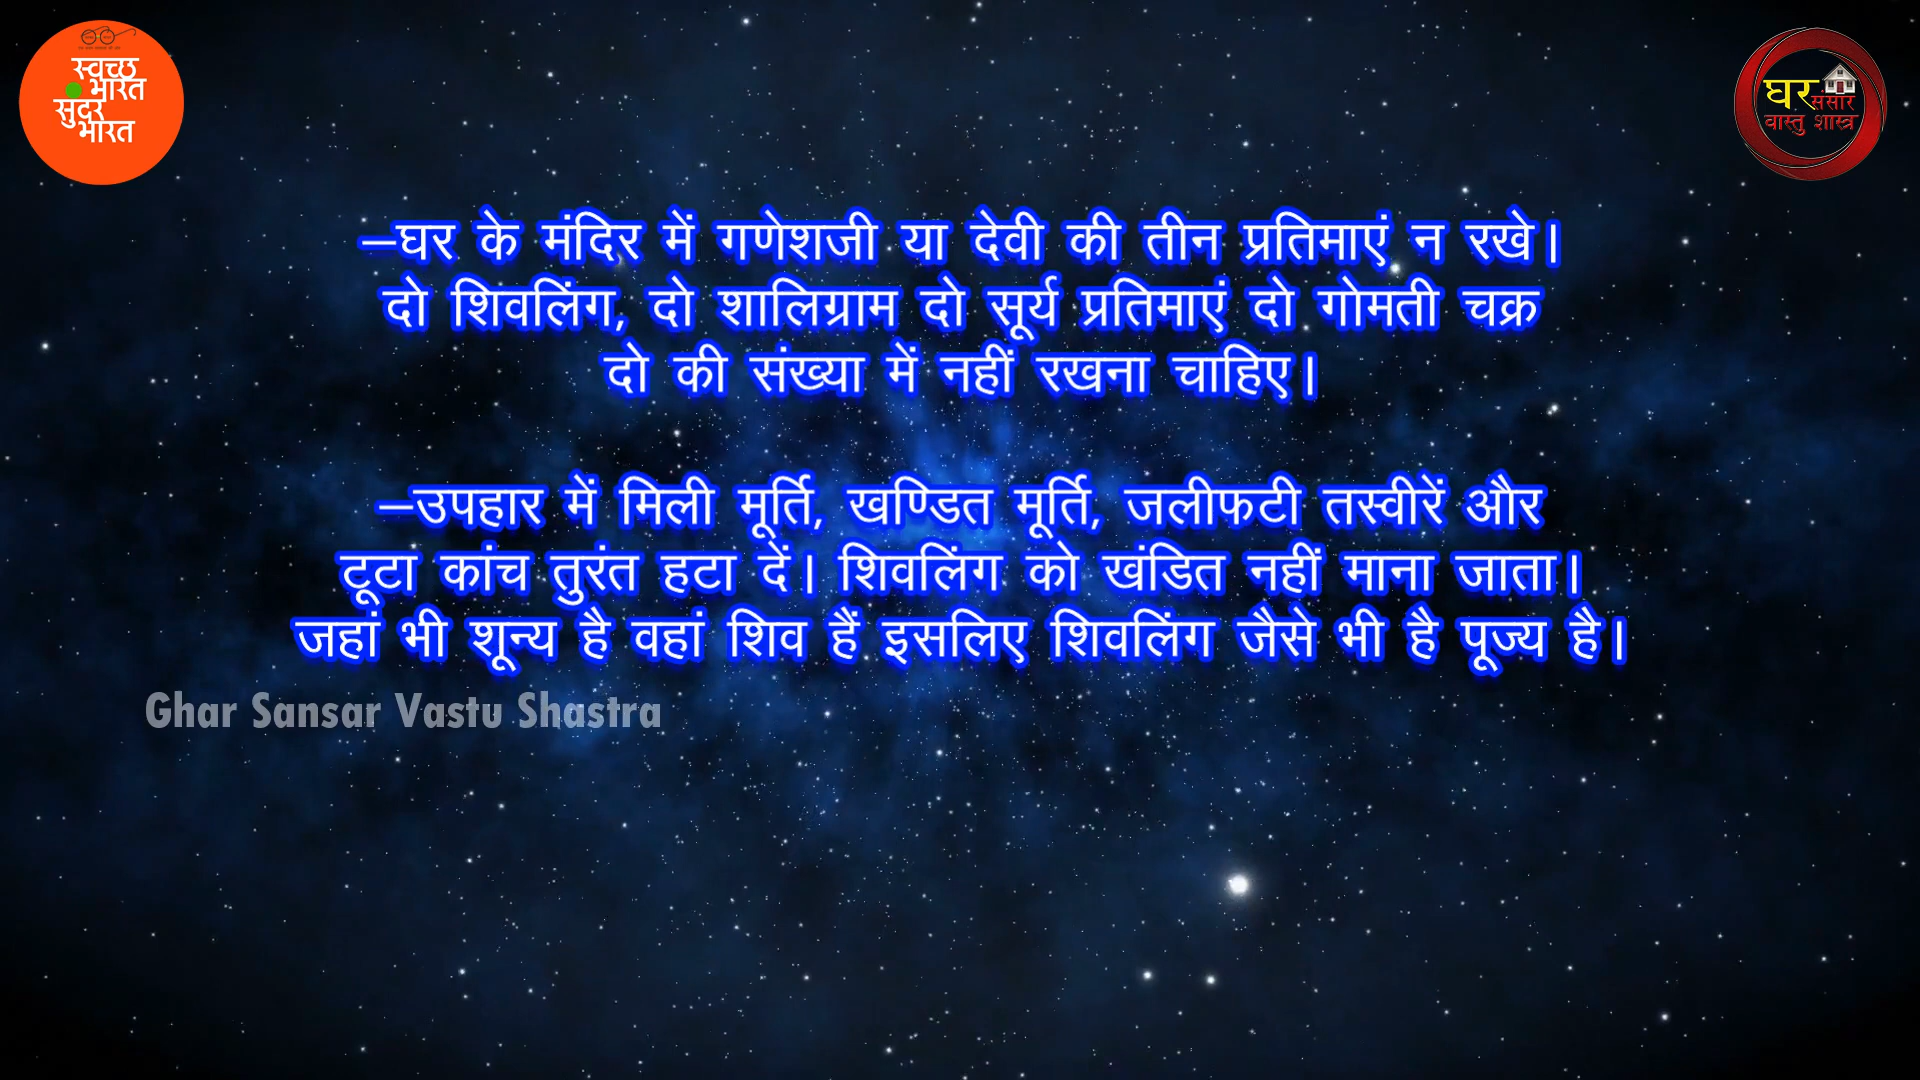 स्वच्छ
भारत
सुंदर
भारत
घर
संसार
वास्तु शास्त्र
–घर के मंदिर में गणेशजी या देवी की तीन प्रतिमाएं न रखे।
दो शिवलिंग, दो शालिग्राम दो सूर्य प्रतिमाएं दो गोमती चक्र
दो की संख्या में नहीं रखना चाहिए।
–उपहार में मिली मूर्ति, खण्डित मूर्ति, जलीफटी तस्वीरें और
टूटा कांच तुरंत हटा दें। शिवलिंग को खंडित नहीं माना जाता।
जहां भी शून्य है वहां शिव हैं इसलिए शिवलिंग जैसे भी है पूज्य है।
Ghar Sansar Vastu Shastra